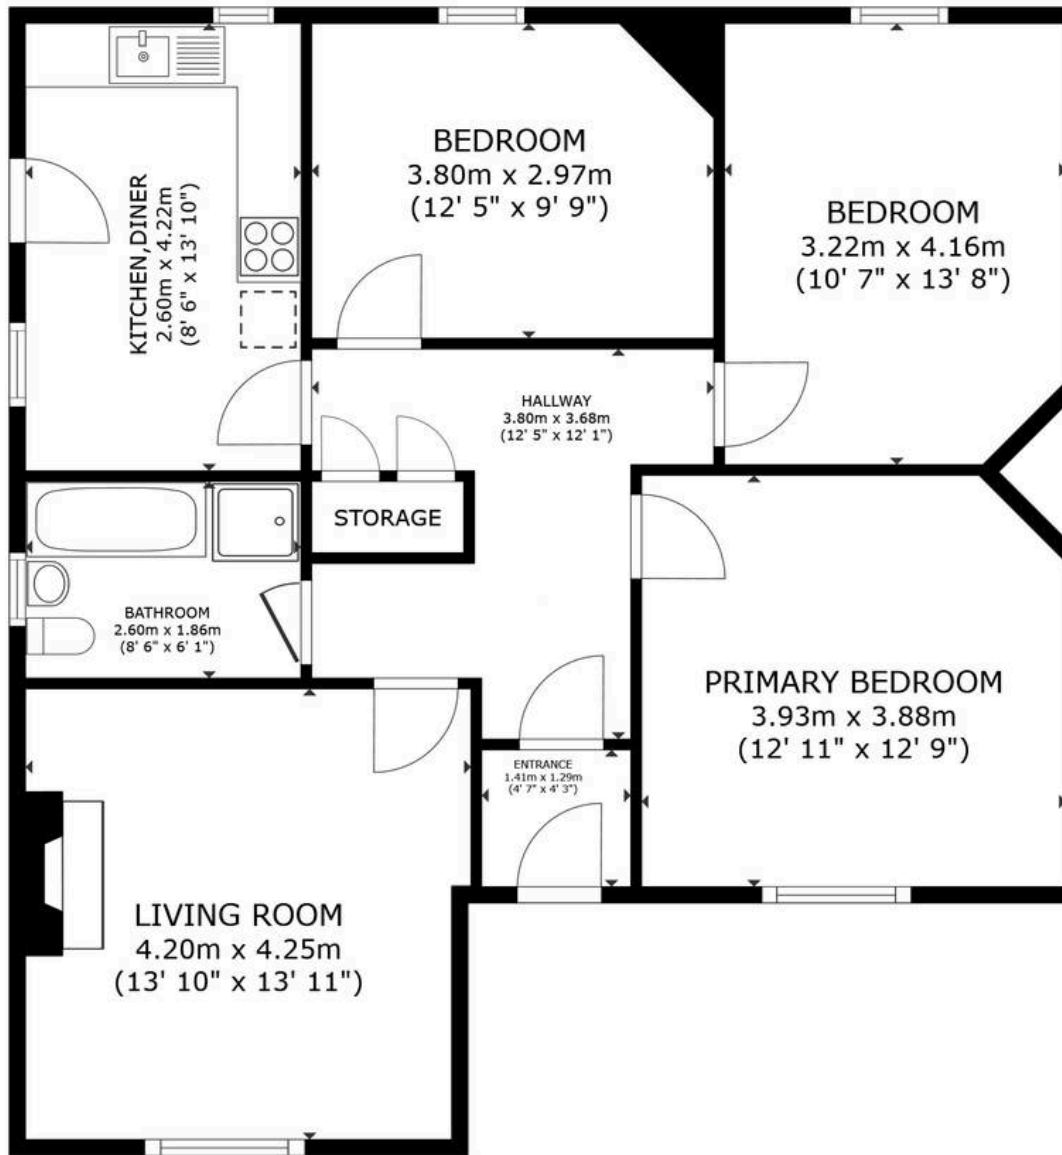 KITCHEN,DINER
2.60m x 4.22m
(8' 6" x 13' 10")
BEDROOM
3.80m x 2.97m
(12' 5" x 9' 9")
BEDROOM
3.22m x 4.16m
(10' 7" x 13' 8")
HALLWAY
3.80m x 3.68m
(12' 5" x 12' 1")
STORAGE
BATHROOM
2.60m x 1.86m
(8' 6" x 6' 1")
PRIMARY BEDROOM
3.93m x 3.88m
(12' 11" x 12' 9")
ENTRANCE
1.41m x 1.29m
(4' 7" x 4' 3")
LIVING ROOM
4.20m x 4.25m
(13' 10" x 13' 11")